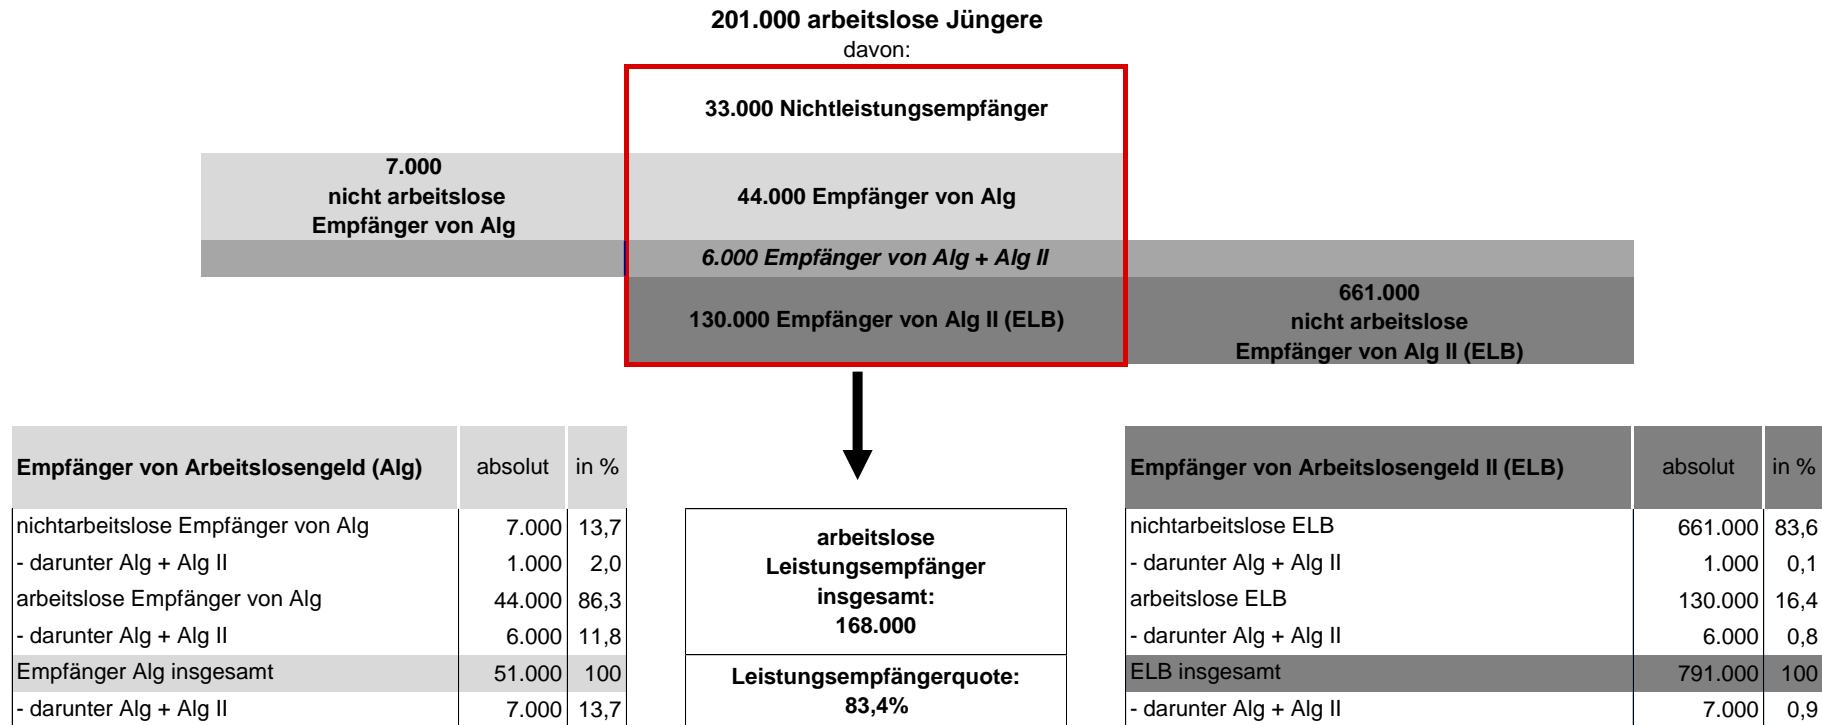 201.000 arbeitslose Jüngere
davon:
33.000 Nichtleistungsempfänger
7.000
nicht arbeitslose
Empfänger von Alg
44.000 Empfänger von Alg
6.000 Empfänger von Alg + Alg II
130.000 Empfänger von Alg II (ELB)
661.000
nicht arbeitslose
Empfänger von Alg II (ELB)
Empfänger von Arbeitslosengeld (Alg) absolut in %
nichtarbeitslose Empfänger von Alg 7.000 13,7
- darunter Alg + Alg II 1.000 2,0
arbeitslose Empfänger von Alg 44.000 86,3
- darunter Alg + Alg II 6.000 11,8
Empfänger Alg insgesamt 51.000 100
- darunter Alg + Alg II 7.000 13,7
arbeitslose
Leistungsempfänger
insgesamt:
168.000
Leistungsempfängerquote:
83,4%
Empfänger von Arbeitslosengeld II (ELB) absolut in %
nichtarbeitslose ELB 661.000 83,6
- darunter Alg + Alg II 1.000 0,1
arbeitslose ELB 130.000 16,4
- darunter Alg + Alg II 6.000 0,8
ELB insgesamt 791.000 100
- darunter Alg + Alg II 7.000 0,9